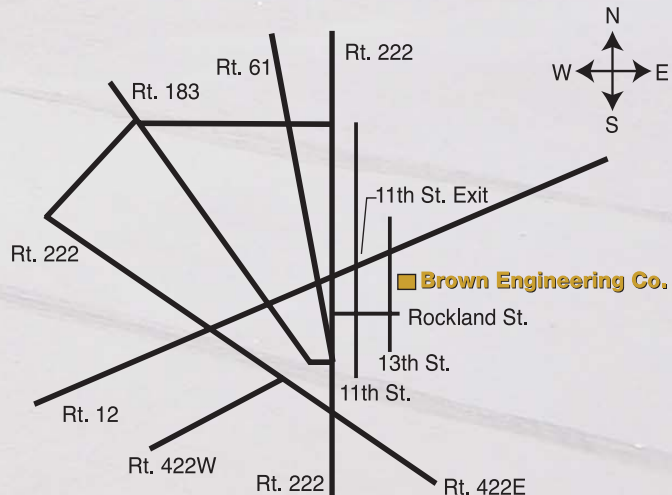 N
Rt. 222
Rt. 61
W E
Rt. 183
S
11th St. Exit
Rt. 222
Brown Engineering Co.
Rockland St.
13th St.
11th St.
Rt. 12
Rt. 422W
Rt. 222
Rt. 422E